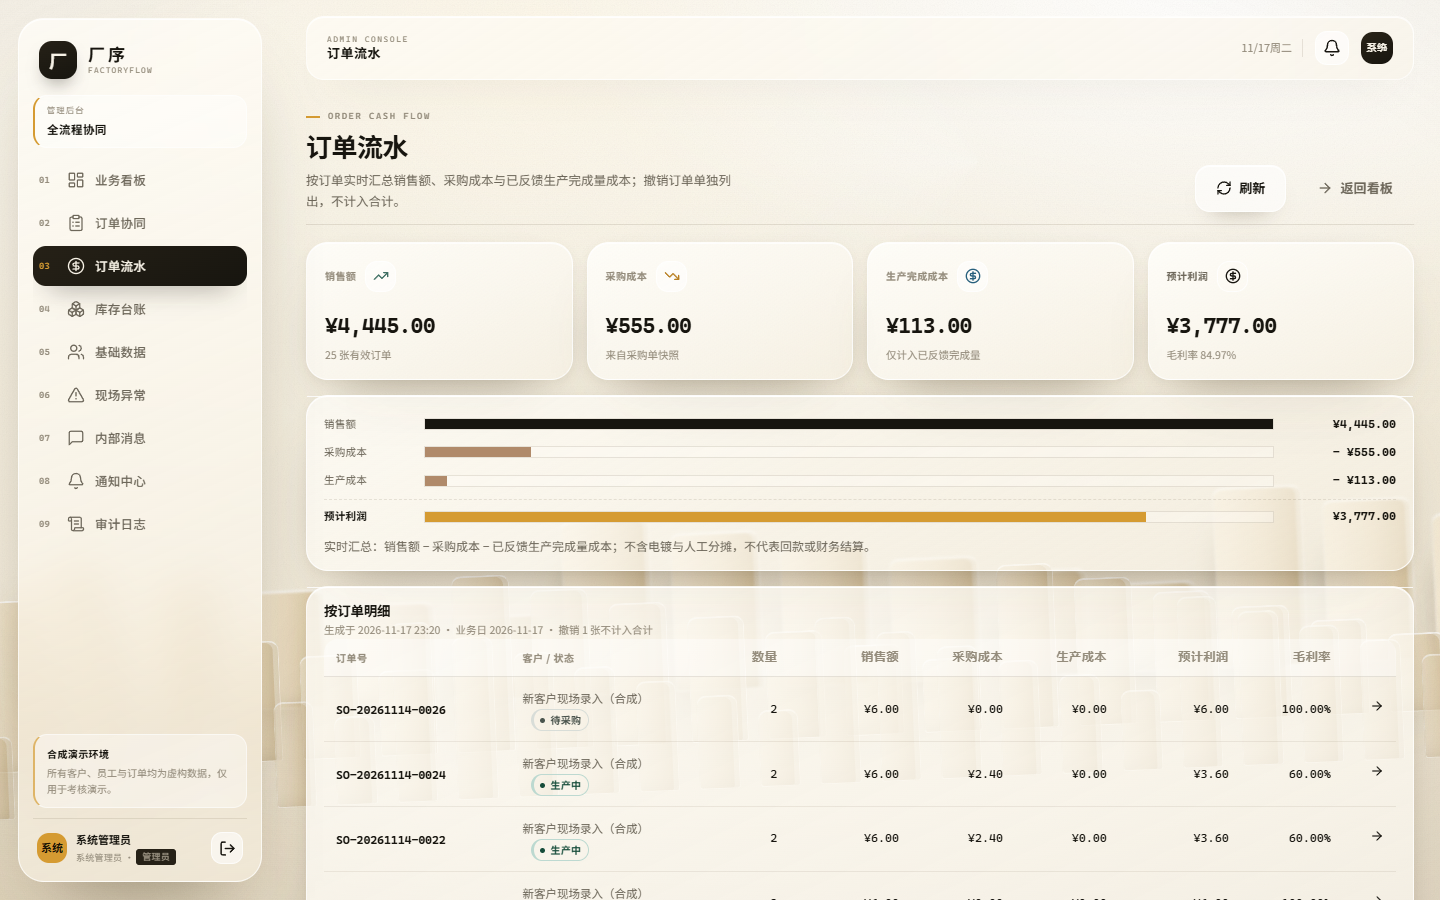 厂
厂序
FACTORYFLOW
管理后台
全流程协同
01 业务看板
02 订单协同
03 订单流水
04 库存台账
05 基础数据
06 现场异常
07 内部消息
08 通知中心
09 审计日志
合成演示环境
所有客户、员工与订单均为虚构数据，仅
用于考核演示。
系统
系统管理员
系统管理员 · 管理员
ADMIN CONSOLE
订单流水
11/17周二
系统
ORDER CASH FLOW
订单流水
按订单实时汇总销售额、采购成本与已反馈生产完成量成本；撤销订单单独列
出，不计入合计。
刷新
返回看板
销售额
¥4,445.00
25 张有效订单
采购成本
¥555.00
来自采购单快照
生产完成成本
¥113.00
仅计入已反馈完成量
预计利润
¥3,777.00
毛利率 84.97%
销售额 ¥4,445.00
采购成本 − ¥555.00
生产成本 − ¥113.00
预计利润 ¥3,777.00
实时汇总：销售额 − 采购成本 − 已反馈生产完成量成本；不含电镀与人工分摊，不代表回款或财务结算。
按订单明细
生成于 2026-11-17 23:20 · 业务日 2026-11-17 · 撤销 1 张不计入合计
订单号 客户 / 状态 数量 销售额 采购成本 生产成本 预计利润 毛利率
SO-20261114-0026 新客户现场录入（合成） 待采购 2 ¥6.00 ¥0.00 ¥0.00 ¥6.00 100.00%
SO-20261114-0024 新客户现场录入（合成） 生产中 2 ¥6.00 ¥2.40 ¥0.00 ¥3.60 60.00%
SO-20261114-0022 新客户现场录入（合成） 生产中 2 ¥6.00 ¥2.40 ¥0.00 ¥3.60 60.00%
新客户现场录入（合成）